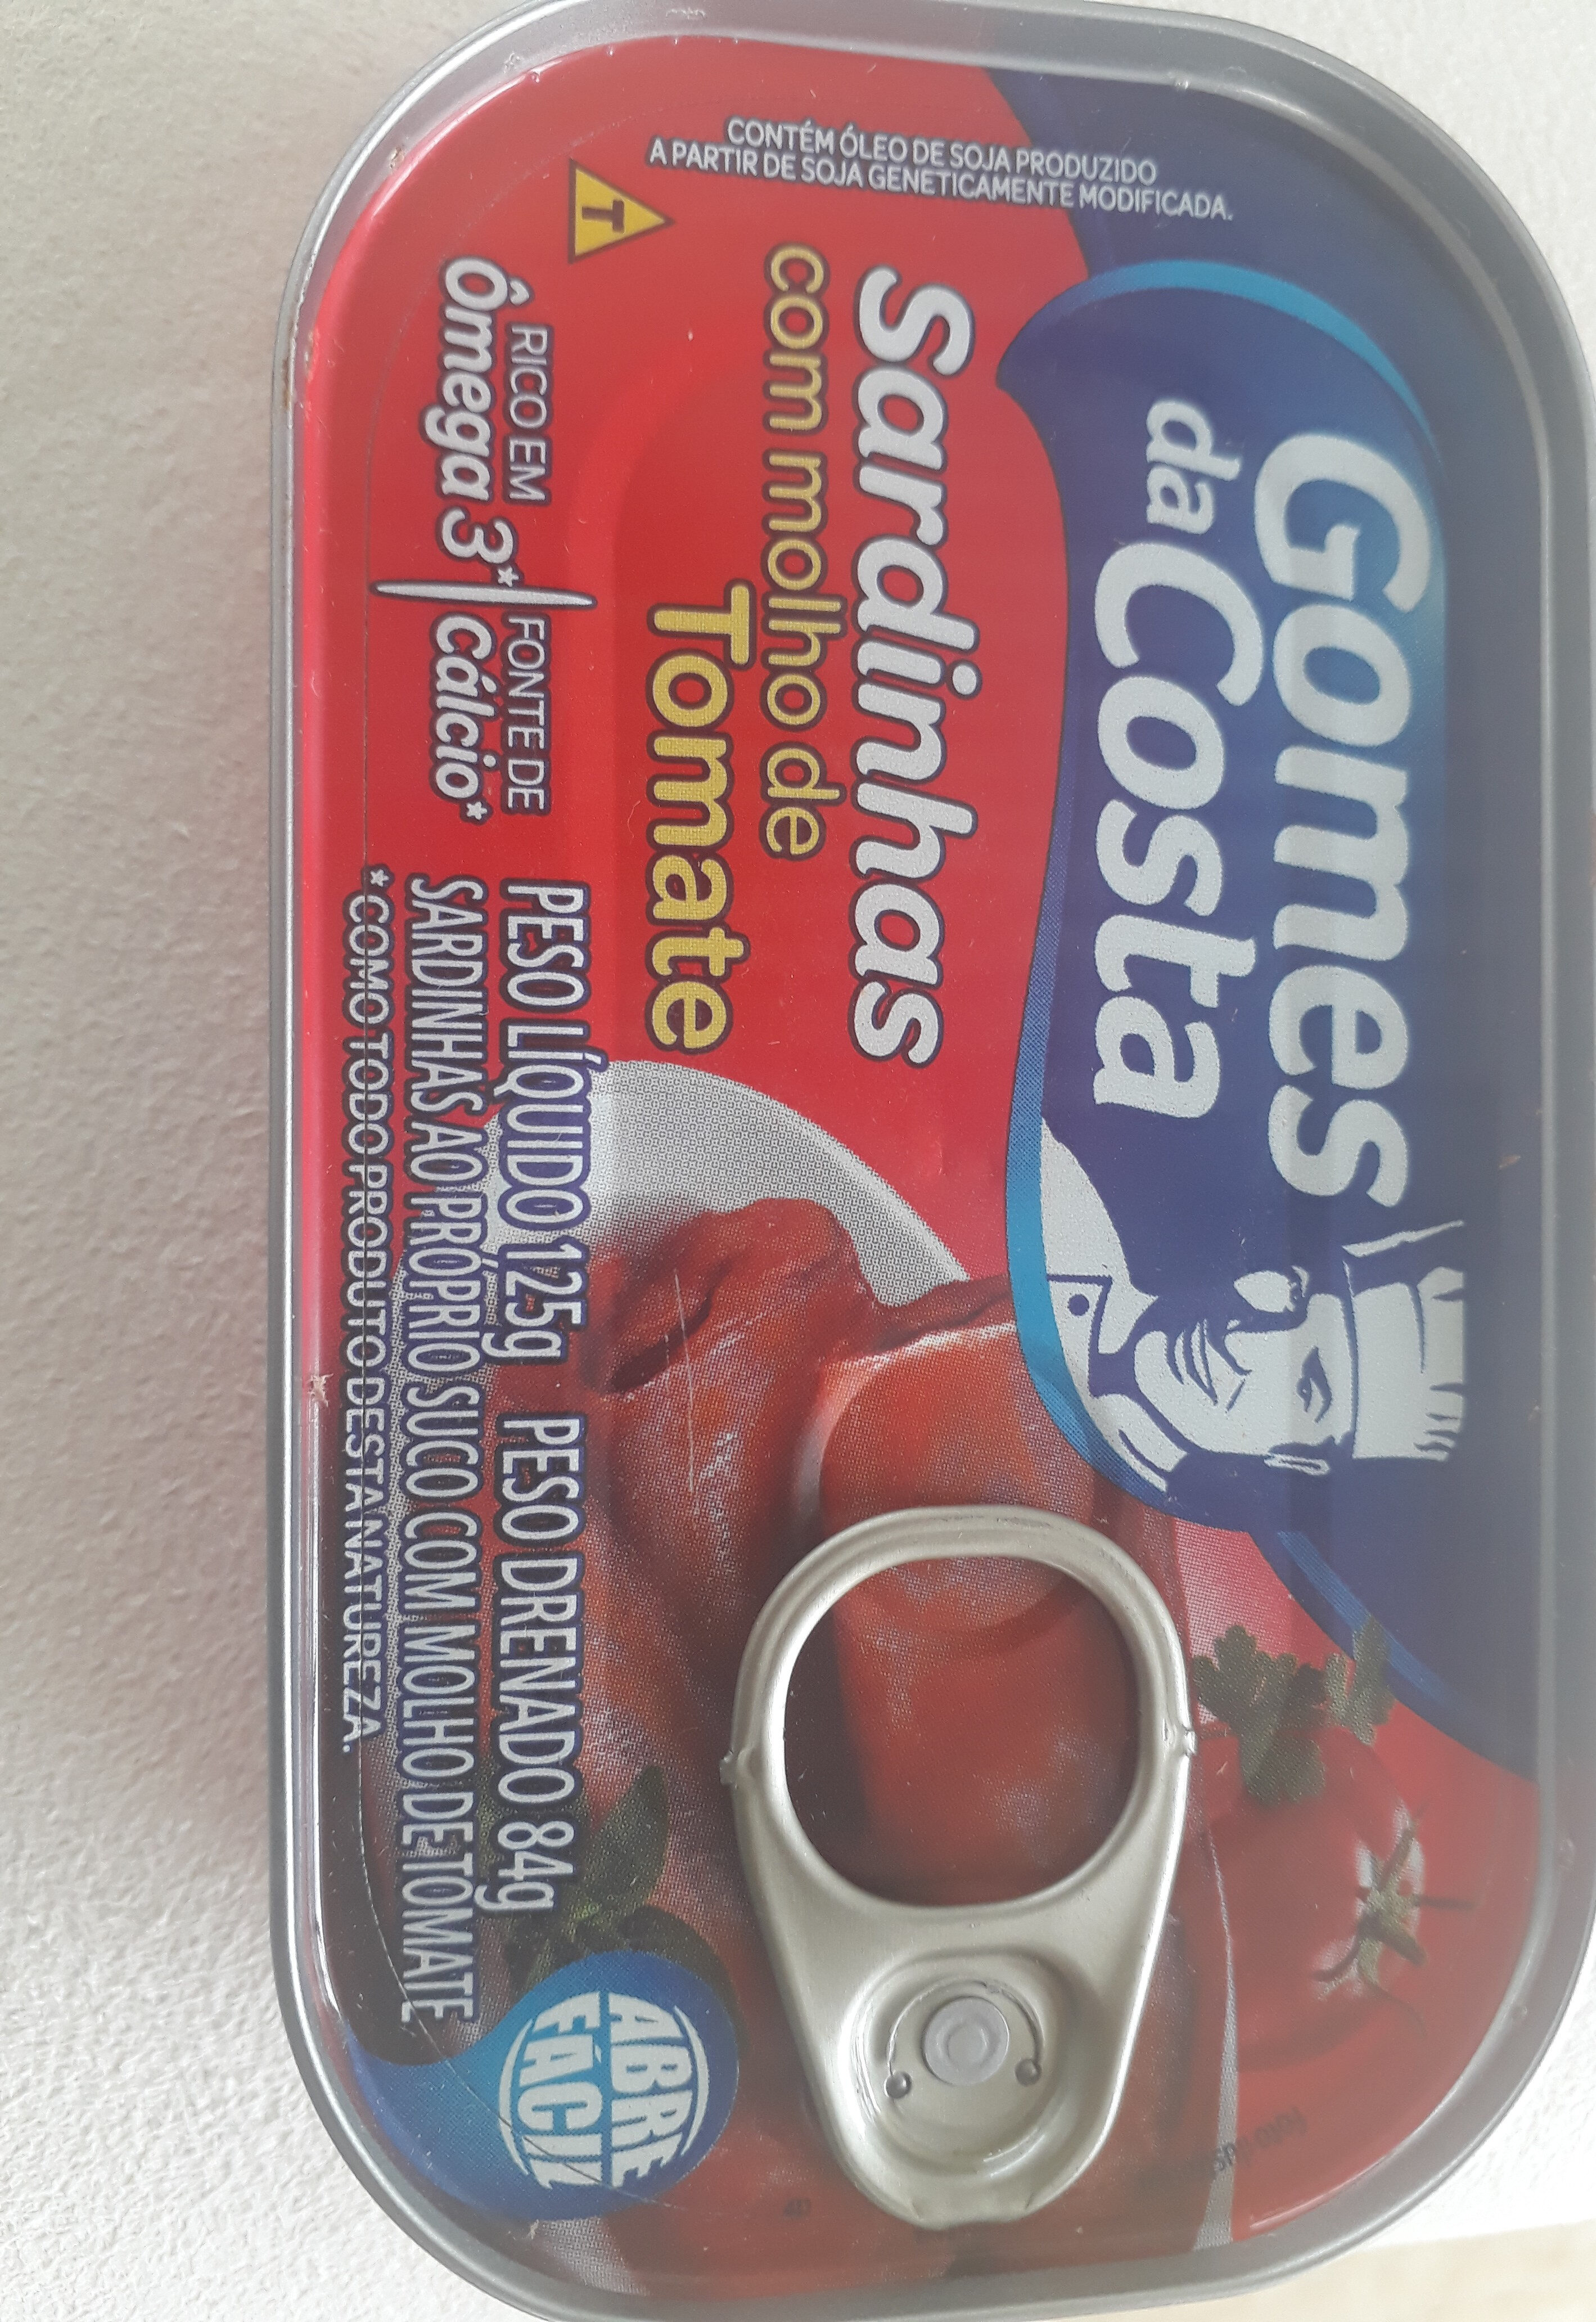 Gomes
da Costa
CONTÉM ÓLEO DE SOJA PRODUZIDO
A PARTIR DE SOJA GENETICAMENTE MODIFICADA.
T
Sardinhas
com molho de
Tomate
RICO EM
Ômega 3*
FONTE DE
Cálcio*
PESO LÍQUIDO 125g PESO DRENADO 84g
SARDINHAS AO PRÓPRIO SUCO COM MOLHO DE TOMATE
*COMO TODO PRODUTO DESTA NATUREZA.
ABRE
FÁCIL